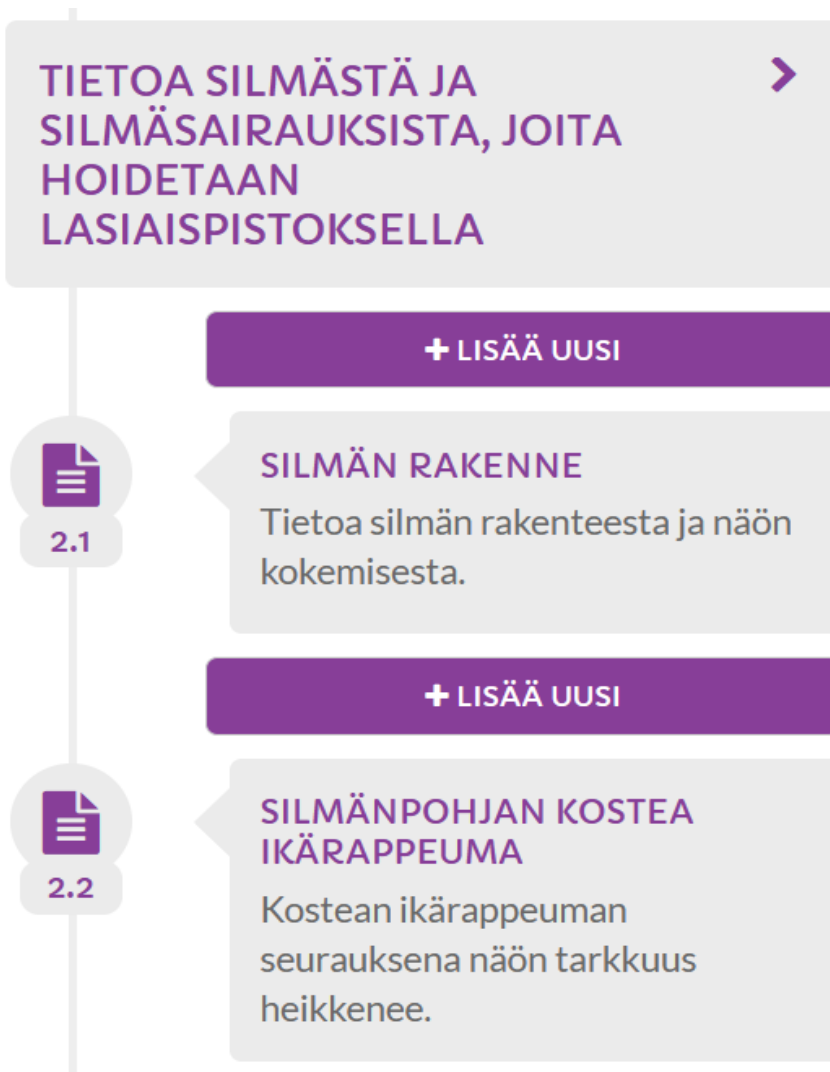 TIETOA SILMÄSTÄ JA
SILMÄSAIRAUKSISTA, JOITA
HOIDETAAN
LASIAISPISTOKSELLA
+ LISÄÄ UUSI
SILMÄN RAKENNE
Tietoa silmän rakenteesta ja näön
kokemisesta.
2.1
+ LISÄÄ UUSI
SILMÄNPOHJAN KOSTEA
IKÄRAPPEUMA
Kostean ikärappeuman
seurauksena näön tarkkuus
heikkenee.
2.2